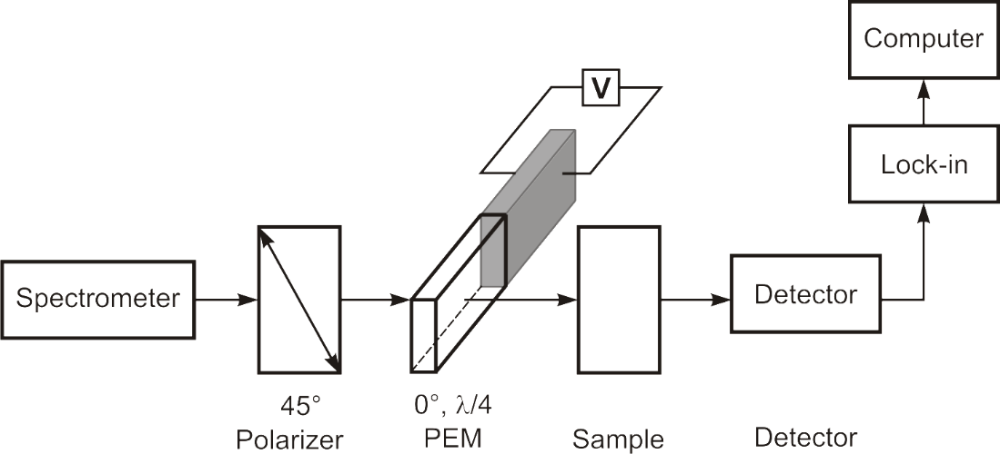 Computer
V
Lock-in
Spectrometer
Detector
45°
Polarizer
0°, λ/4
PEM
Sample
Detector